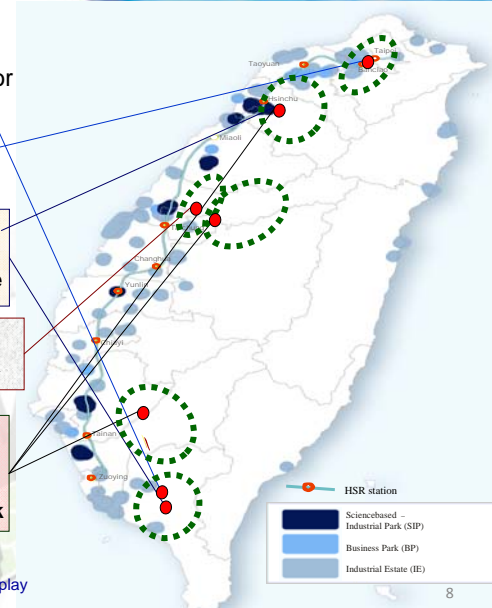 or
e
k
play
Taipei
Taoyuan
Hsinchu
Miaoli
Changhua
Yunlin
Chiayi
Tainan
Zuoying
HSR station
Sciencebased -
Industrial Park (SIP)
Business Park (BP)
Industrial Estate (IE)
8